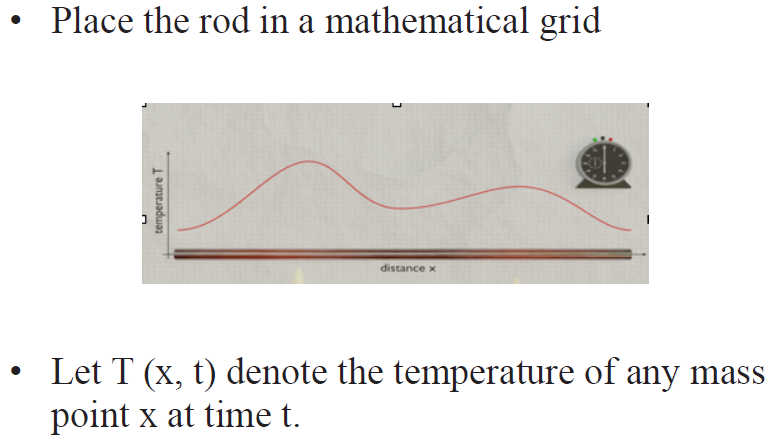 • Place the rod in a mathematical grid
temperature T
distance x
• Let T (x, t) denote the temperature of any mass
point x at time t.